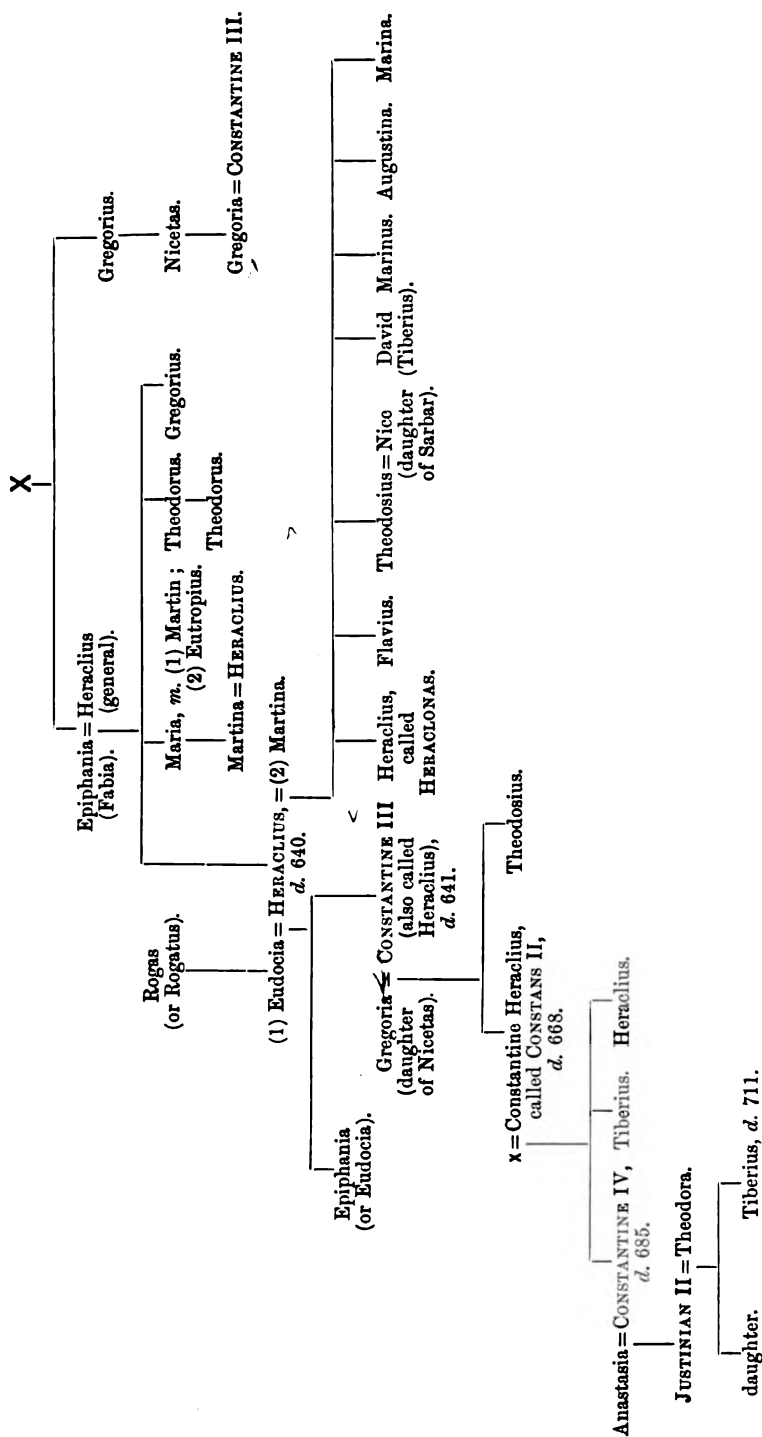 X
Epiphania = Heraclius
(Fabia). (general).
Gregorius.
Nicetas.
Gregoria = CONSTANTINE III.
Rogas
(or Rogatus).
Maria, m. (1) Martin ;
(2) Eutropius.
Theodorus. Gregorius.
Martina = HERACLIUS.
Theodorus.
(1) Eudocia = HERACLIUS, = (2) Martina.
d. 640.
Epiphania
(or Eudocia).
Gregoria = CONSTANTINE III
(daughter (also called
of Nicetas). Heraclius),
d. 641.
Heraclius,
called
HERACLONAS.
Flavius.
Theodosius = Nice
(daughter
of Sarbar).
David
(Tiberius).
Marinus.
Augustina.
Marina.
x = Constantine Heraclius,
called CONSTANS II,
d. 668.
Theodosius.
Anastasia = CONSTANTINE IV, Tiberius. Heraclius.
d. 685.
JUSTINIAN II = Theodora.
daughter. Tiberius, d. 711.